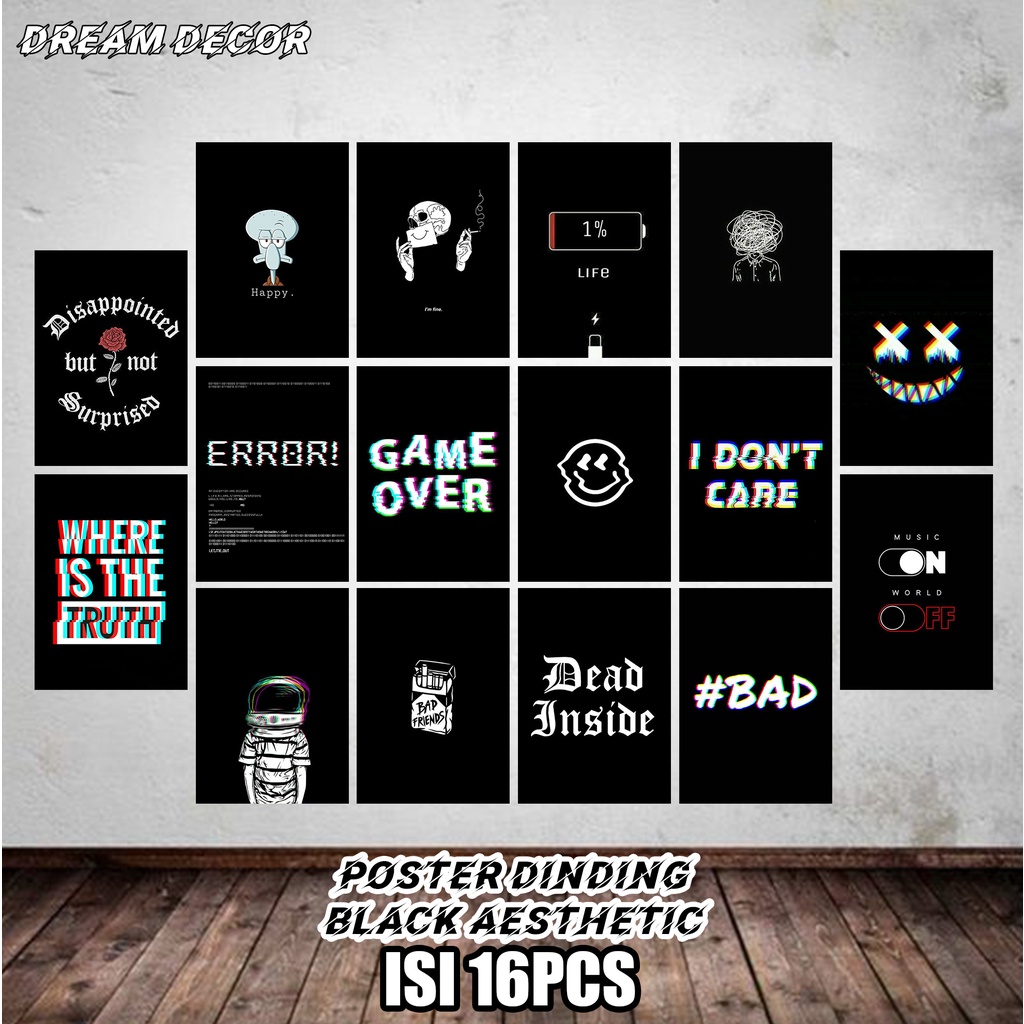 DREAM DECOR
Happy.
I'm fine.
1%
LIFE
Disappointed
but not
Surprised
ERROR!
GAME
OVER
I DON'T
CARE
WHERE
IS THE
TRUTH
MUSIC
ON
WORLD
OFF
BAD
FRIENDS
Dead
Inside
#BAD
POSTER DINDING
BLACK AESTHETIC
ISI 16PCS